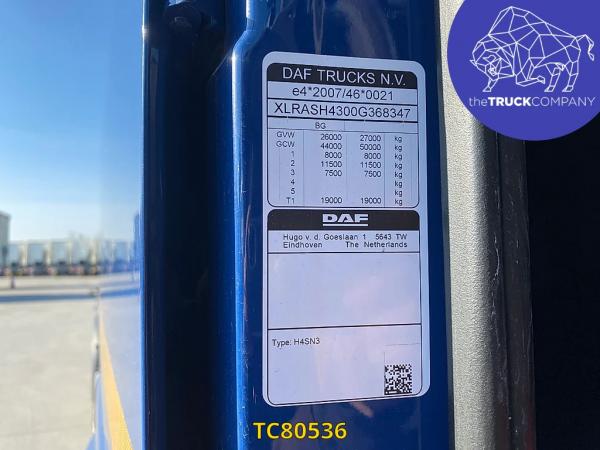 DAF TRUCKS N.V.
e4*2007/46*0021
XLRASH4300G368347
BG
GVW 26000 27000 kg
GCW 44000 50000 kg
1 8000 8000 kg
2 11500 11500 kg
3 7500 7500 kg
4 kg
5 kg
T1 19000 19000 kg
DAF
Hugo v. d. Goeslaan 1 5643 TW
Eindhoven The Netherlands
Type: H4SN3
theTRUCKCOMPANY
TC80536